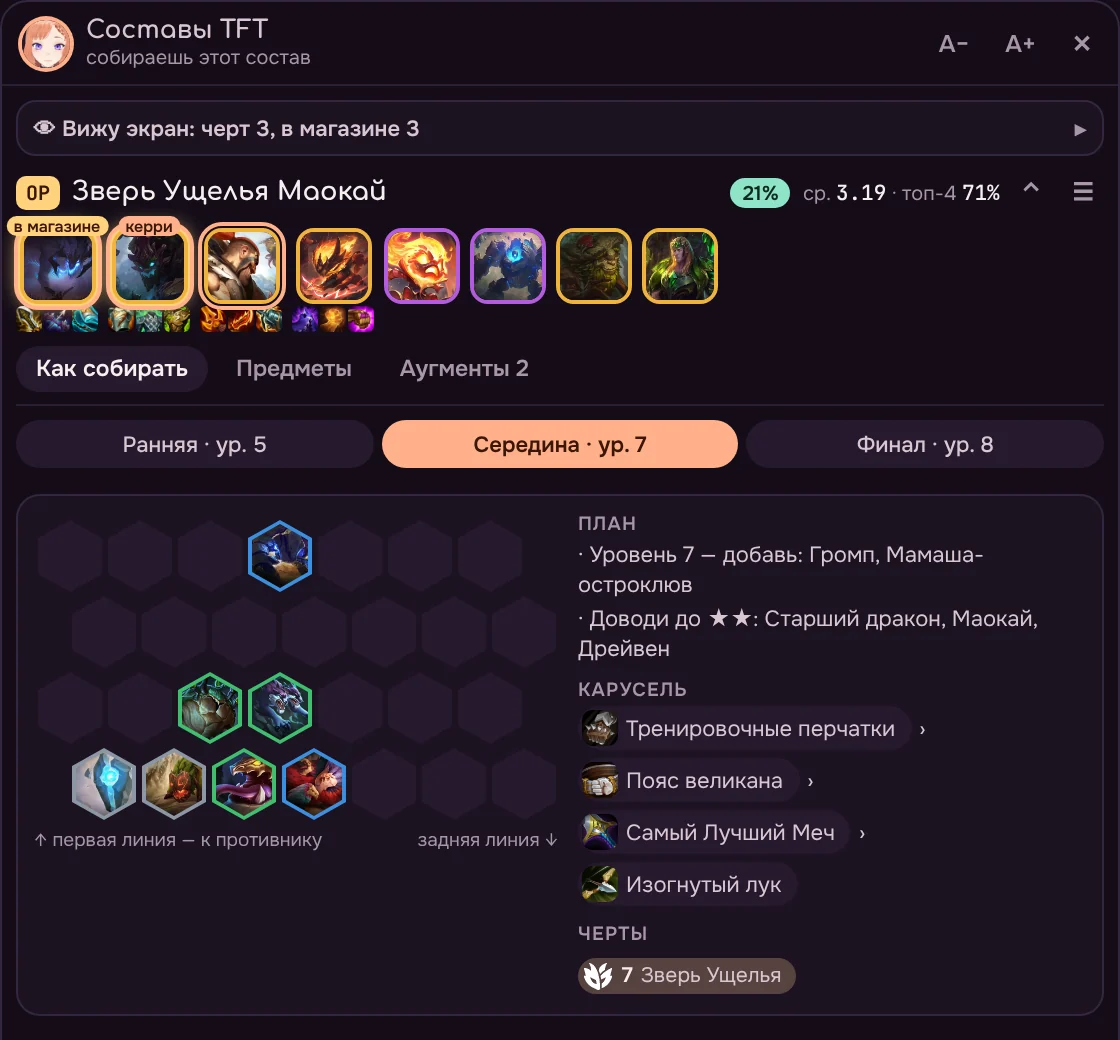 Составы TFT
собираешь этот состав
A− A+ ✕
Вижу экран: черт 3, в магазине 3
OP Зверь Ущелья Маокай 21% ср. 3.19 · топ-4 71%
в магазине керри
Как собирать Предметы Аугменты 2
Ранняя · ур. 5 Середина · ур. 7 Финал · ур. 8
ПЛАН
· Уровень 7 — добавь: Громп, Мамаша-
остроклюв
· Доводи до ★★: Старший дракон, Маокай,
Дрейвен
КАРУСЕЛЬ
Тренировочные перчатки ›
Пояс великана ›
Самый Лучший Меч ›
Изогнутый лук
ЧЕРТЫ
7 Зверь Ущелья
↑ первая линия — к противнику задняя линия ↓